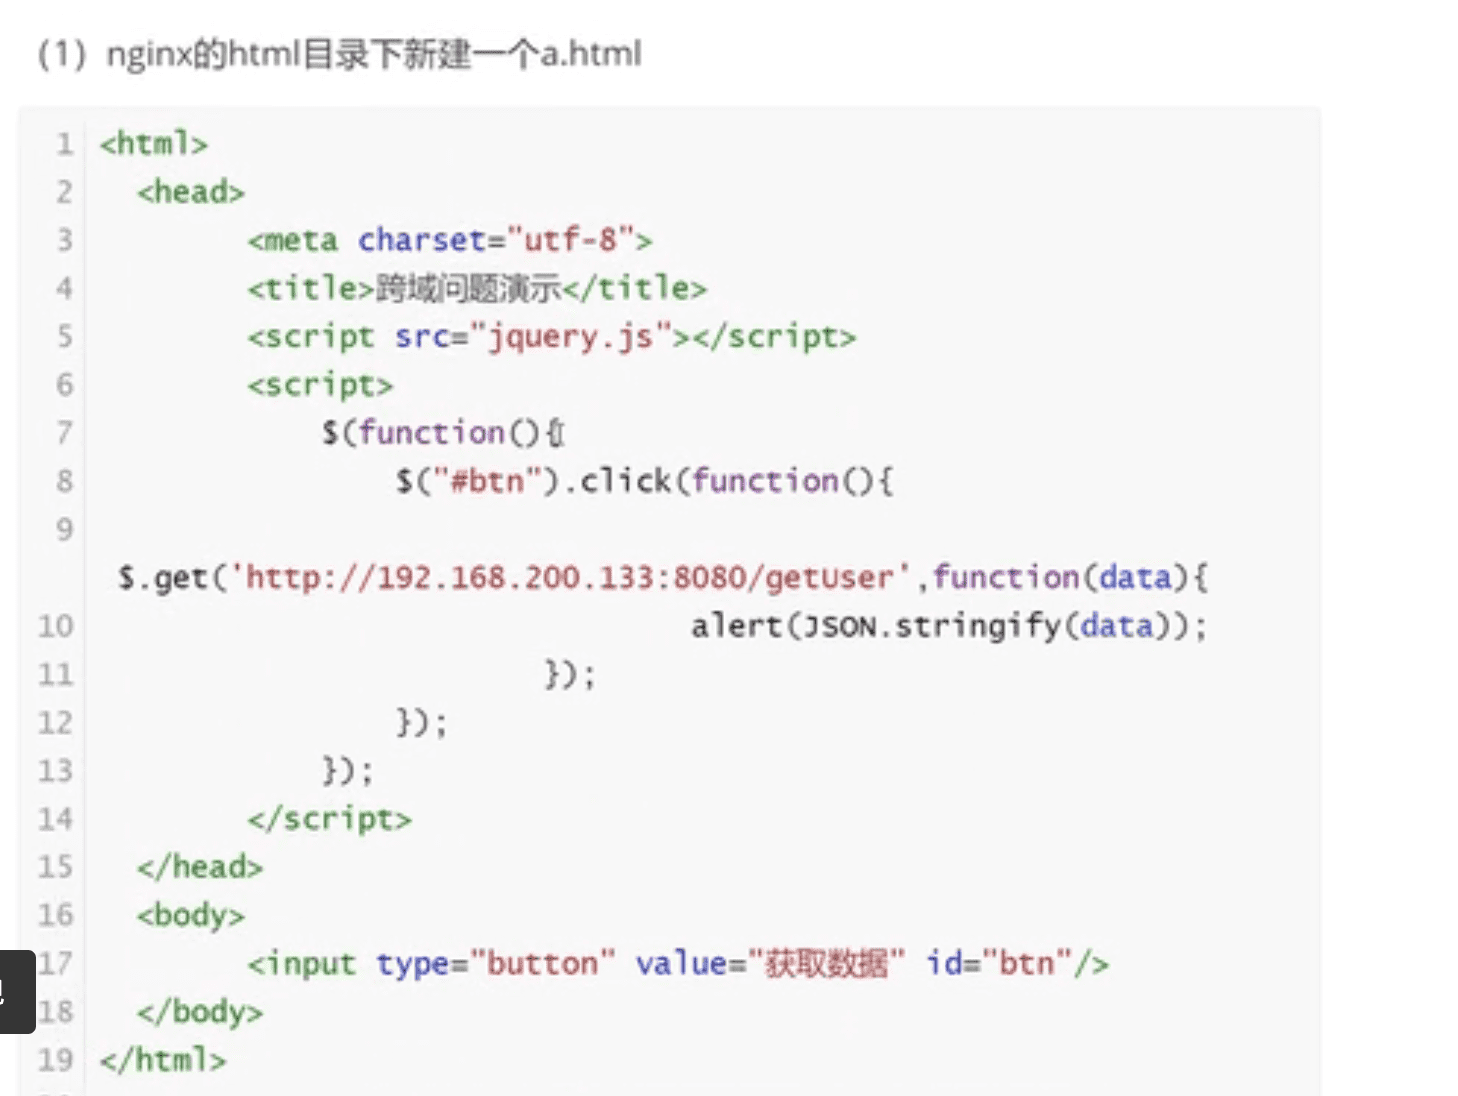 (1) nginx的html目录下新建一个a.html
1 <html>
2 <head>
3 <meta charset="utf-8">
4 <title>跨域问题演示</title>
5 <script src="jquery.js"></script>
6 <script>
7 $(function(){
8 $("#btn").click(function(){
9
$.get('http://192.168.200.133:8080/getUser',function(data){
10 alert(JSON.stringify(data));
11 });
12 });
13 });
14 </script>
15 </head>
16 <body>
17 <input type="button" value="获取数据" id="btn"/>
18 </body>
19 </html>